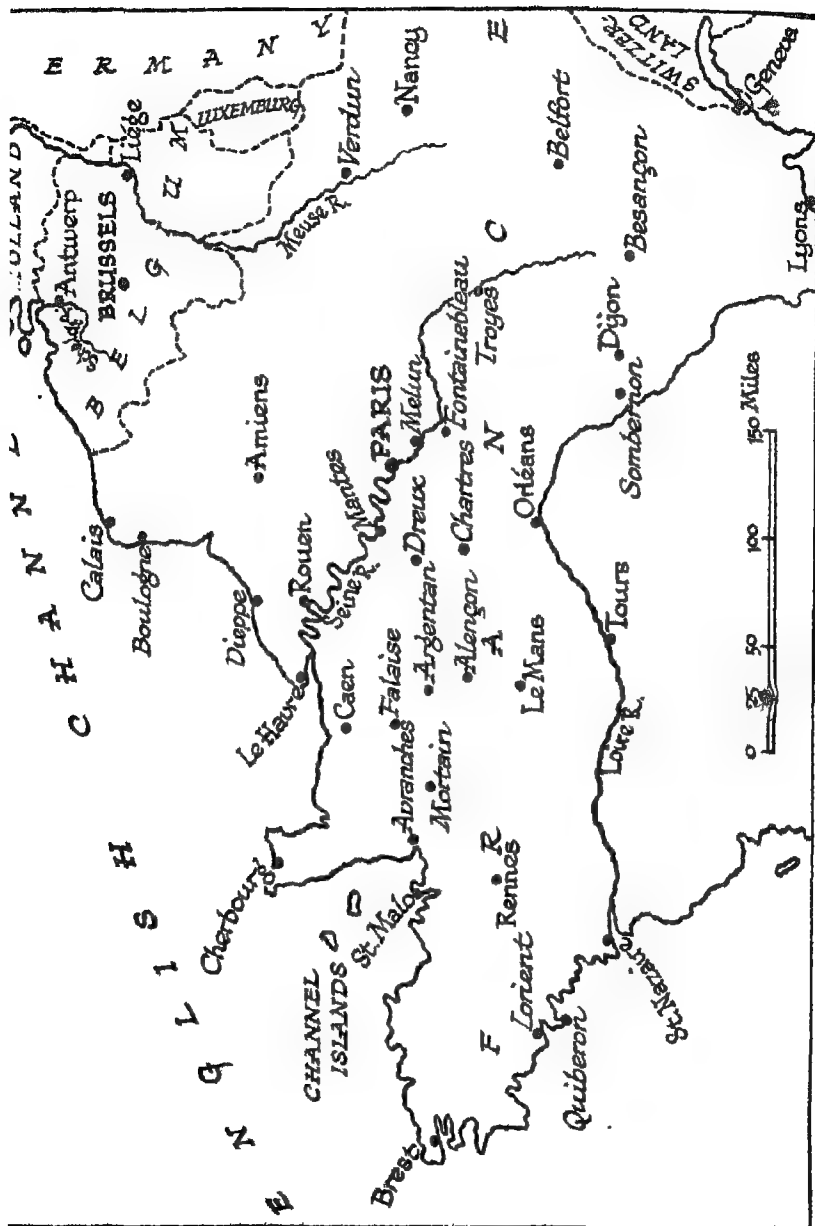 ENGLISH CHANNEL
HOLLAND
GERMANY
BELGIUM
LUXEMBURG
SWITZERLAND
FRANCE
CHANNEL
ISLANDS
Antwerp
BRUSSELS
Liége
Calais
Boulogne
Dieppe
Amiens
Le Havre
Rouen
Seine R.
Mantes
PARIS
Melun
Fontainebleau
Troyes
Meuse R.
Verdun
Nancy
Cherbourg
Caen
Falaise
Argentan
Dreux
Chartres
Alençon
Avranches
Mortain
St. Malo
Brest
Rennes
Le Mans
Orléans
Lorient
Quiberon
St. Nazaire
Loire R.
Tours
Sombernon
Dijon
Besançon
Belfort
Geneva
Lyons
0 25 50 100 150 Miles